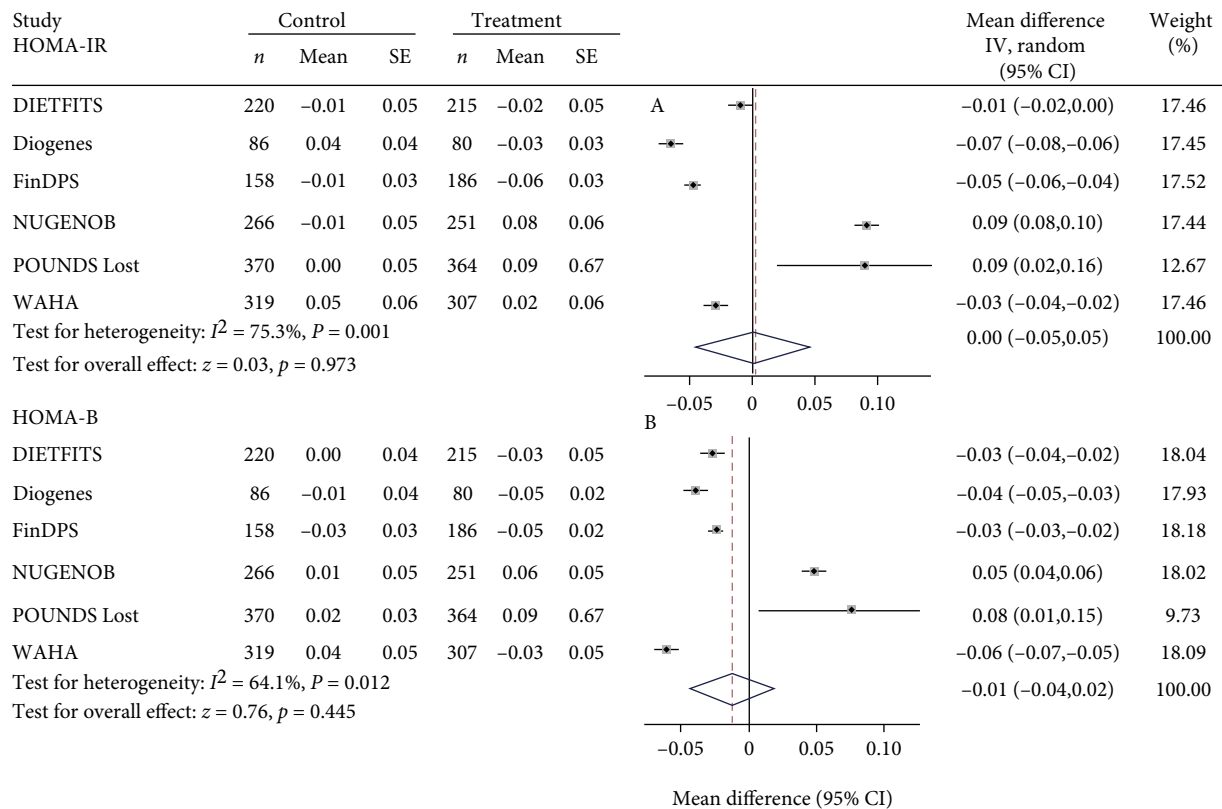 Study Control Treatment Mean difference Weight
HOMA-IR n Mean SE n Mean SE IV, random (%)
(95% CI)
DIETFITS 220 –0.01 0.05 215 –0.02 0.05 A –0.01 (–0.02,0.00) 17.46
Diogenes 86 0.04 0.04 80 –0.03 0.03 –0.07 (–0.08,–0.06) 17.45
FinDPS 158 –0.01 0.03 186 –0.06 0.03 –0.05 (–0.06,–0.04) 17.52
NUGENOB 266 –0.01 0.05 251 0.08 0.06 0.09 (0.08,0.10) 17.44
POUNDS Lost 370 0.00 0.05 364 0.09 0.67 0.09 (0.02,0.16) 12.67
WAHA 319 0.05 0.06 307 0.02 0.06 –0.03 (–0.04,–0.02) 17.46
Test for heterogeneity: I2 = 75.3%, P = 0.001 0.00 (–0.05,0.05) 100.00
Test for overall effect: z = 0.03, p = 0.973
–0.05 0 0.05 0.10
HOMA-B B
DIETFITS 220 0.00 0.04 215 –0.03 0.05 –0.03 (–0.04,–0.02) 18.04
Diogenes 86 –0.01 0.04 80 –0.05 0.02 –0.04 (–0.05,–0.03) 17.93
FinDPS 158 –0.03 0.03 186 –0.05 0.02 –0.03 (–0.03,–0.02) 18.18
NUGENOB 266 0.01 0.05 251 0.06 0.05 0.05 (0.04,0.06) 18.02
POUNDS Lost 370 0.02 0.03 364 0.09 0.67 0.08 (0.01,0.15) 9.73
WAHA 319 0.04 0.05 307 –0.03 0.05 –0.06 (–0.07,–0.05) 18.09
Test for heterogeneity: I2 = 64.1%, P = 0.012 –0.01 (–0.04,0.02) 100.00
Test for overall effect: z = 0.76, p = 0.445
–0.05 0 0.05 0.10
Mean difference (95% CI)